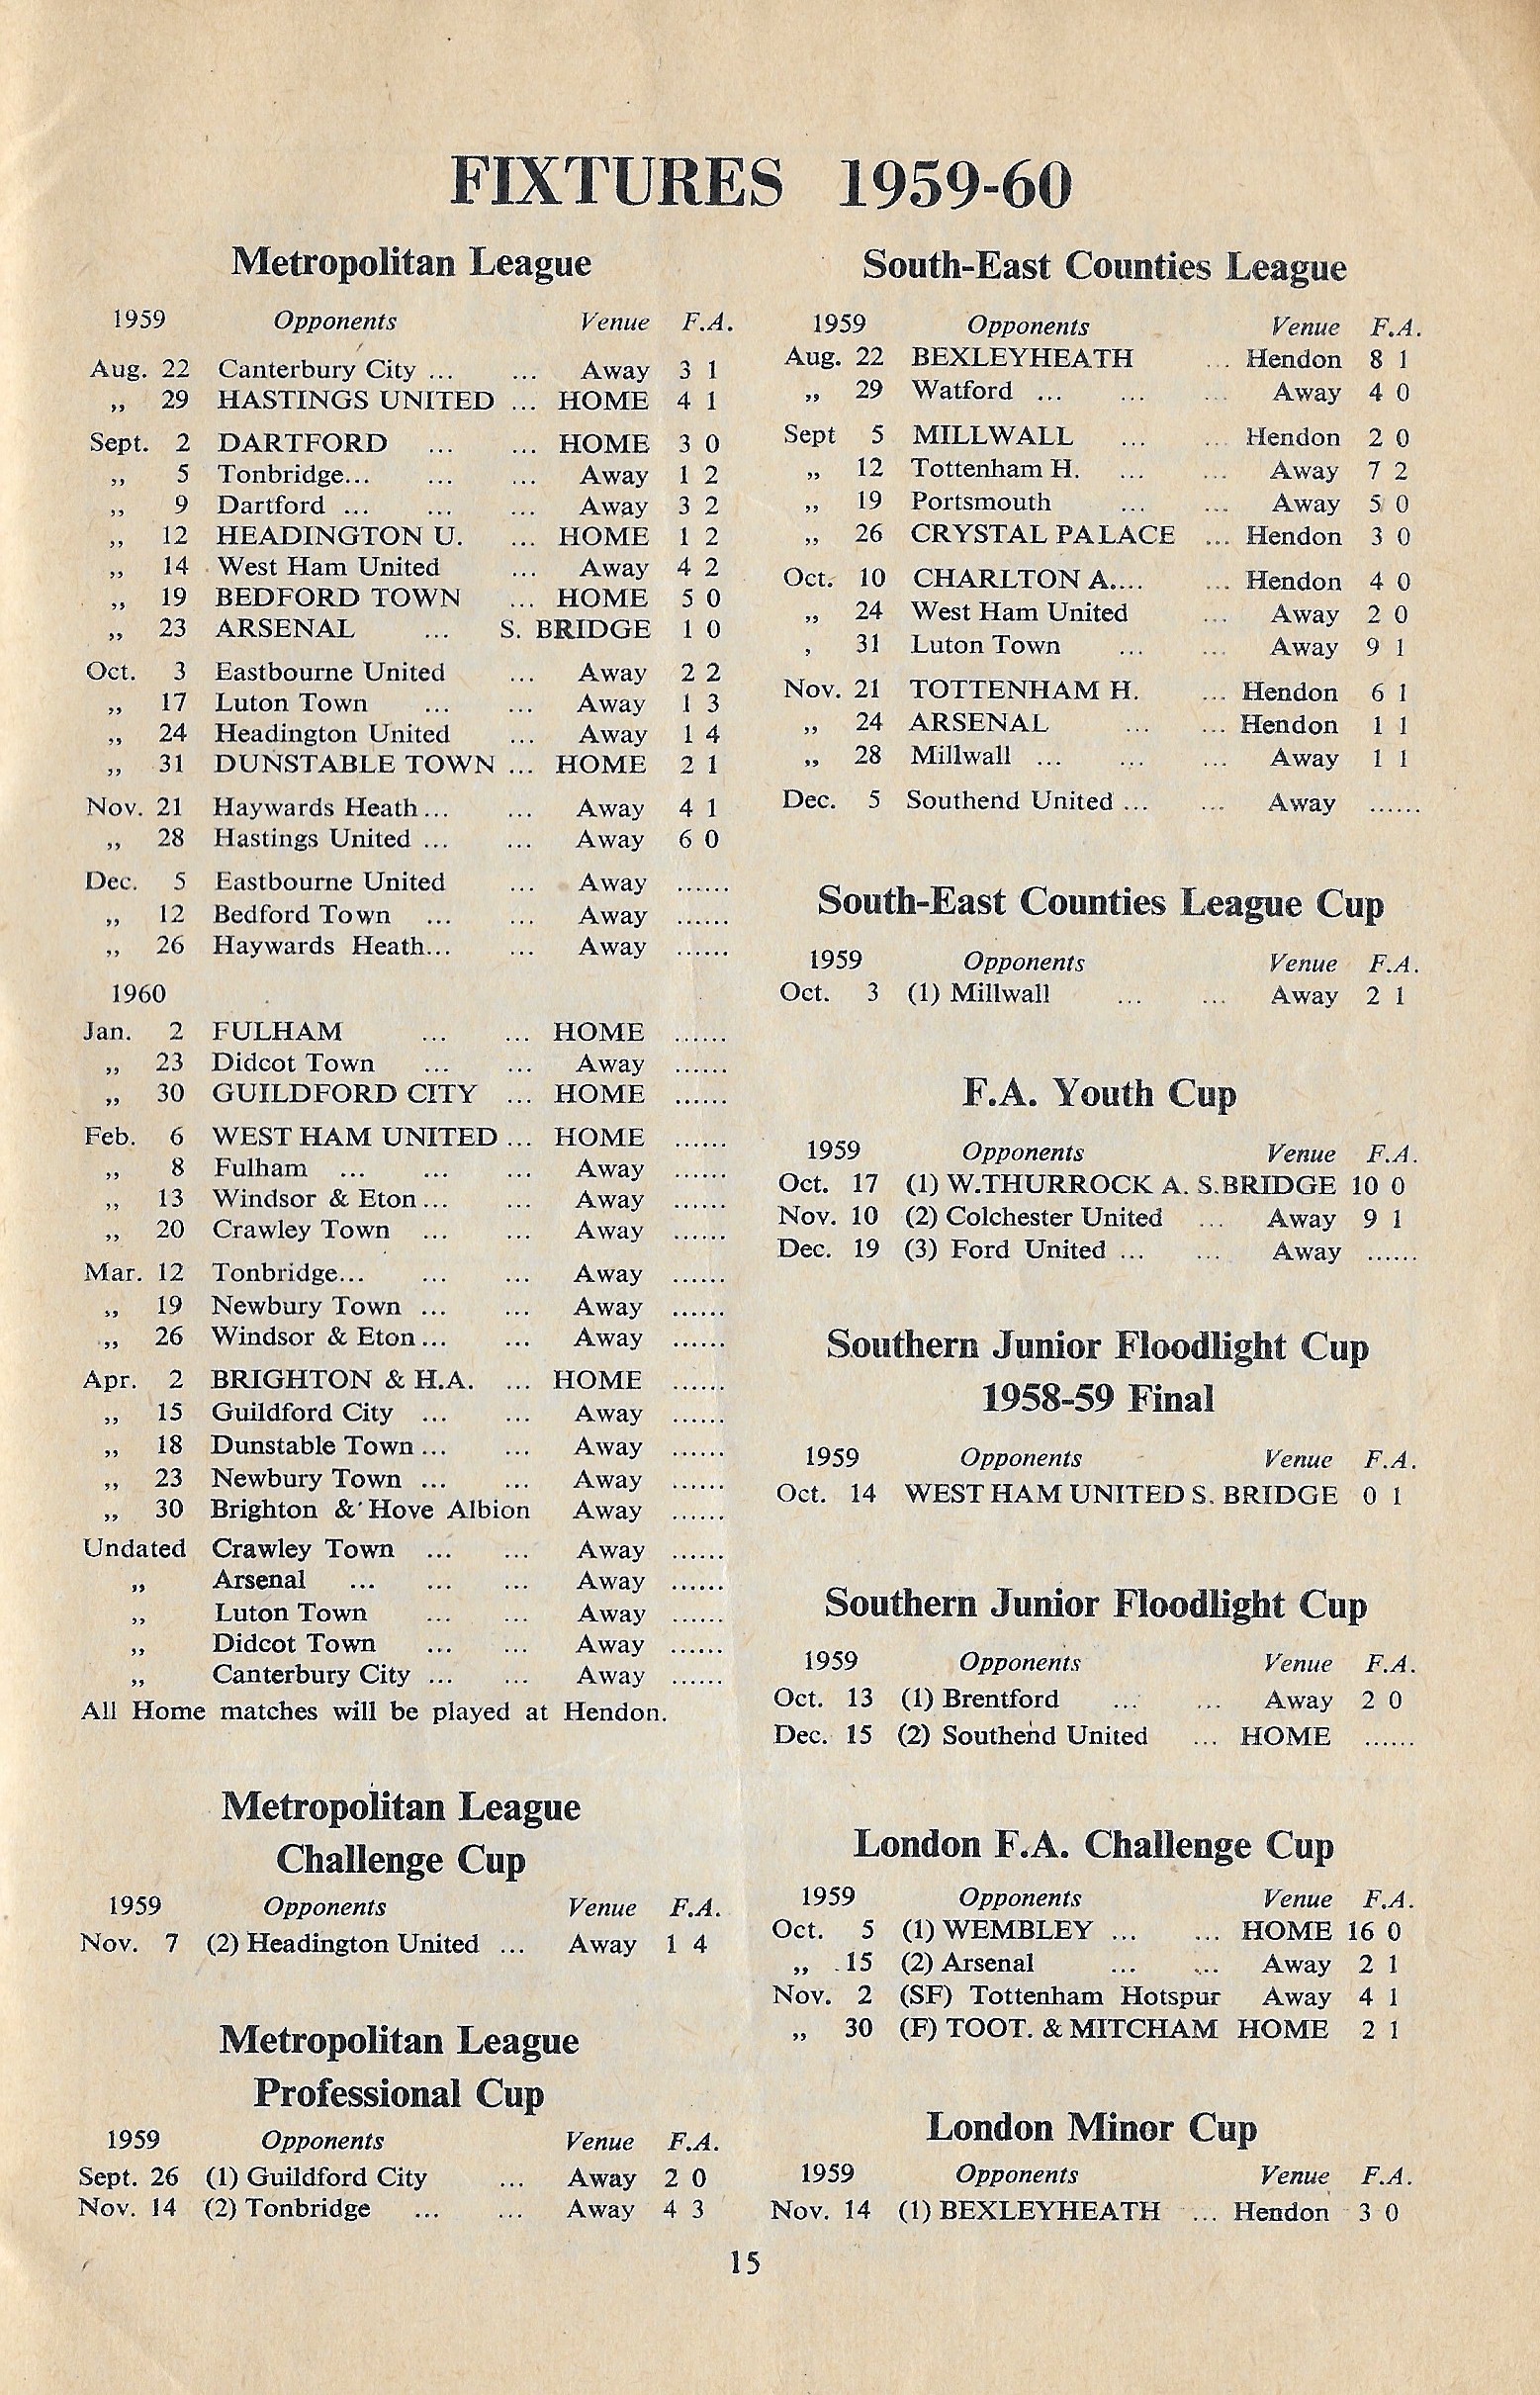 FIXTURES 1959-60
Metropolitan League
1959 Opponents Venue F.A.
Aug. 22 Canterbury City ... ... Away 3 1
„ 29 HASTINGS UNITED ... HOME 4 1
Sept. 2 DARTFORD ... ... HOME 3 0
„ 5 Tonbridge... ... ... Away 1 2
„ 9 Dartford ... ... ... Away 3 2
„ 12 HEADINGTON U. ... HOME 1 2
„ 14 West Ham United ... Away 4 2
„ 19 BEDFORD TOWN ... HOME 5 0
„ 23 ARSENAL ... S. BRIDGE 1 0
Oct. 3 Eastbourne United ... Away 2 2
„ 17 Luton Town ... ... Away 1 3
„ 24 Headington United ... Away 1 4
„ 31 DUNSTABLE TOWN ... HOME 2 1
Nov. 21 Haywards Heath... ... Away 4 1
„ 28 Hastings United ... ... Away 6 0
Dec. 5 Eastbourne United ... Away ......
„ 12 Bedford Town ... ... Away ......
„ 26 Haywards Heath... ... Away ......
1960
Jan. 2 FULHAM ... ... HOME ......
„ 23 Didcot Town ... ... Away ......
„ 30 GUILDFORD CITY ... HOME ......
Feb. 6 WEST HAM UNITED ... HOME ......
„ 8 Fulham ... ... ... Away ......
„ 13 Windsor & Eton... ... Away ......
„ 20 Crawley Town ... ... Away ......
Mar. 12 Tonbridge... ... ... Away ......
„ 19 Newbury Town ... ... Away ......
„ 26 Windsor & Eton... ... Away ......
Apr. 2 BRIGHTON & H.A. ... HOME ......
„ 15 Guildford City ... ... Away ......
„ 18 Dunstable Town... ... Away ......
„ 23 Newbury Town ... ... Away ......
„ 30 Brighton & Hove Albion Away ......
Undated Crawley Town ... ... Away ......
„ Arsenal ... ... ... Away ......
„ Luton Town ... ... Away ......
„ Didcot Town ... ... Away ......
„ Canterbury City ... ... Away ......
All Home matches will be played at Hendon.
Metropolitan League
Challenge Cup
1959 Opponents Venue F.A.
Nov. 7 (2) Headington United ... Away 1 4
Metropolitan League
Professional Cup
1959 Opponents Venue F.A.
Sept. 26 (1) Guildford City ... Away 2 0
Nov. 14 (2) Tonbridge ... ... Away 4 3
South-East Counties League
1959 Opponents Venue F.A.
Aug. 22 BEXLEYHEATH ... Hendon 8 1
„ 29 Watford ... ... ... Away 4 0
Sept 5 MILLWALL ... ... Hendon 2 0
„ 12 Tottenham H. ... ... Away 7 2
„ 19 Portsmouth ... ... Away 5 0
„ 26 CRYSTAL PALACE ... Hendon 3 0
Oct. 10 CHARLTON A.... ... Hendon 4 0
„ 24 West Ham United ... Away 2 0
, 31 Luton Town ... ... Away 9 1
Nov. 21 TOTTENHAM H. ... Hendon 6 1
„ 24 ARSENAL ... ... Hendon 1 1
„ 28 Millwall ... ... ... Away 1 1
Dec. 5 Southend United ... ... Away ......
South-East Counties League Cup
1959 Opponents Venue F.A.
Oct. 3 (1) Millwall ... ... Away 2 1
F.A. Youth Cup
1959 Opponents Venue F.A.
Oct. 17 (1) W.THURROCK A. S.BRIDGE 10 0
Nov. 10 (2) Colchester United ... Away 9 1
Dec. 19 (3) Ford United ... ... Away ......
Southern Junior Floodlight Cup
1958-59 Final
1959 Opponents Venue F.A.
Oct. 14 WEST HAM UNITED S. BRIDGE 0 1
Southern Junior Floodlight Cup
1959 Opponents Venue F.A.
Oct. 13 (1) Brentford ... ... Away 2 0
Dec. 15 (2) Southend United ... HOME ......
London F.A. Challenge Cup
1959 Opponents Venue F.A.
Oct. 5 (1) WEMBLEY ... ... HOME 16 0
„ 15 (2) Arsenal ... ... Away 2 1
Nov. 2 (SF) Tottenham Hotspur Away 4 1
„ 30 (F) TOOT. & MITCHAM HOME 2 1
London Minor Cup
1959 Opponents Venue F.A.
Nov. 14 (1) BEXLEYHEATH ... Hendon 3 0
15